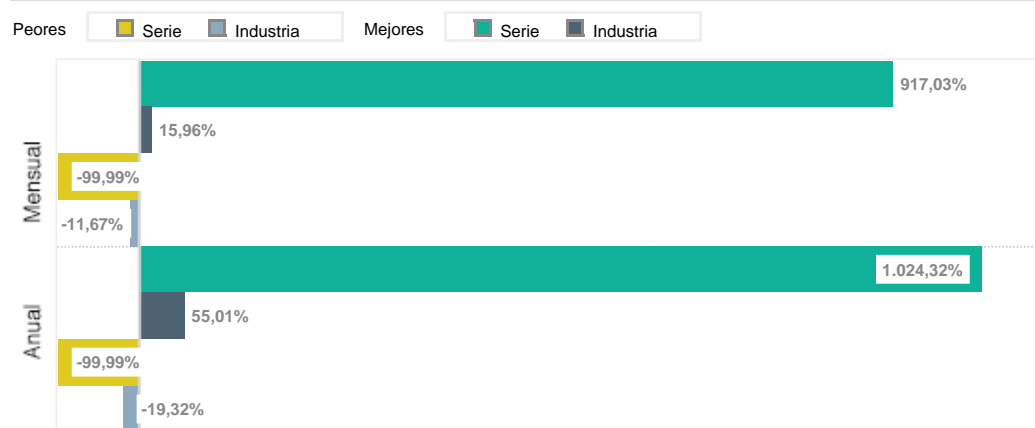 Peores Serie Industria Mejores Serie Industria
917,03%
15,96%
Mensual
-99,99%
-11,67%
1.024,32%
55,01%
Anual
-99,99%
-19,32%